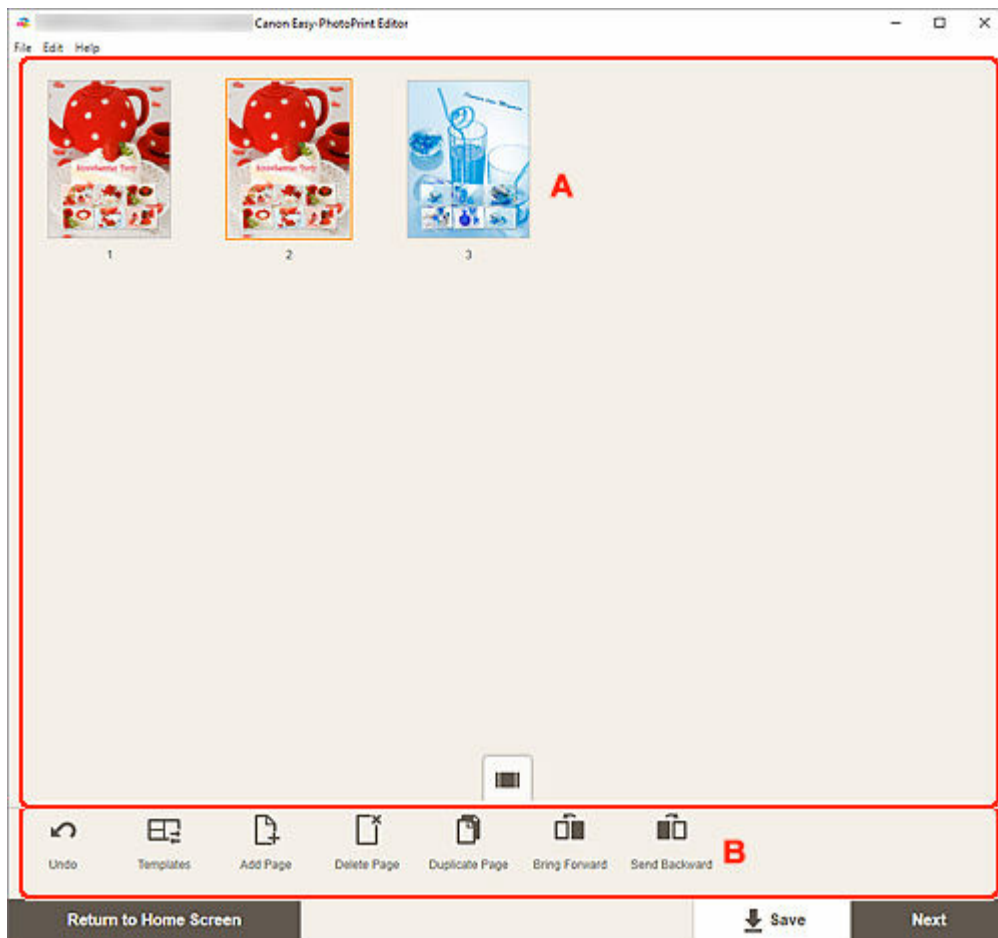 Canon Easy-PhotoPrint Editor
File Edit Help
A
1 2 3
Undo Templates Add Page Delete Page Duplicate Page Bring Forward Send Backward
B
Return to Home Screen Save Next